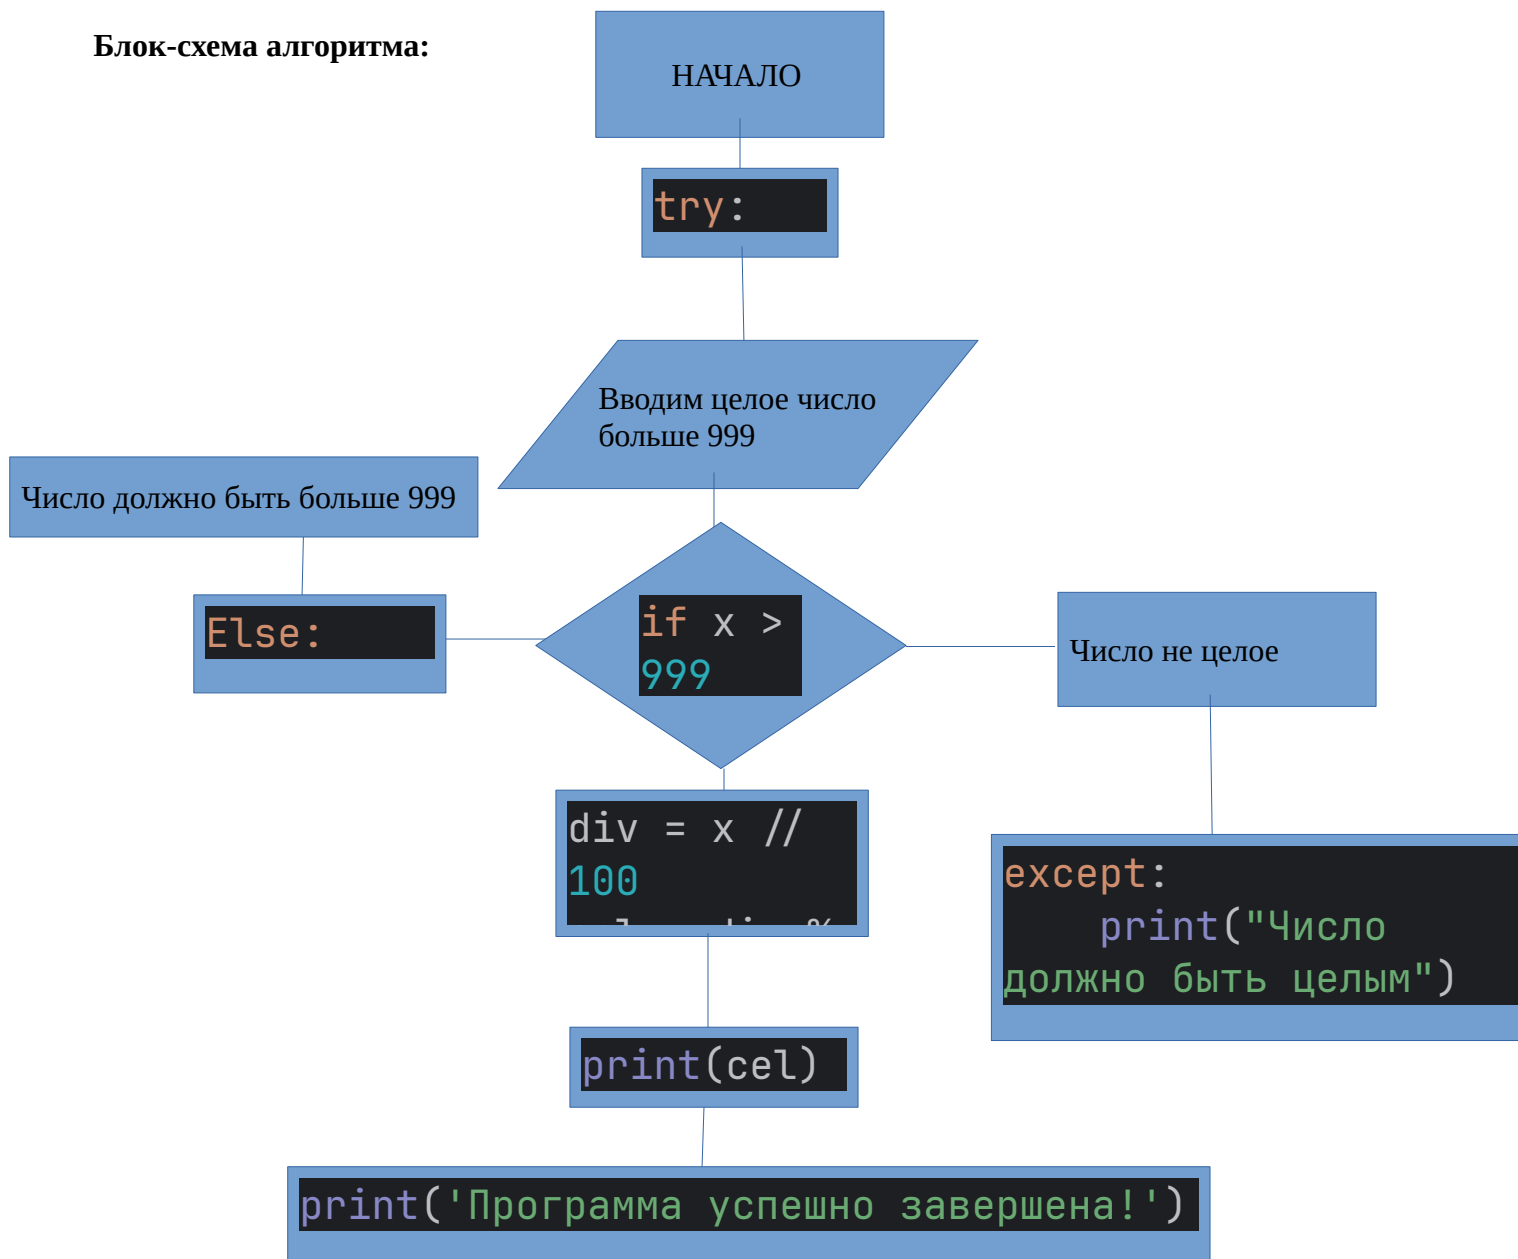 Блок-схема алгоритма:
НАЧАЛО
try:
Вводим целое число
больше 999
Число должно быть больше 999
Else:
if x >
999
Число не целое
div = x //
100
except:
print("Число
должно быть целым")
print(cel)
print('Программа успешно завершена!')